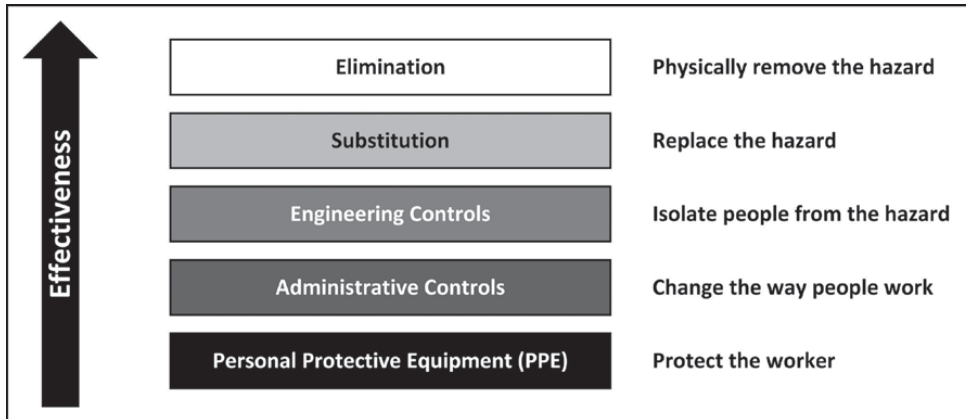 Effectiveness
Elimination
Physically remove the hazard
Substitution
Replace the hazard
Engineering Controls
Isolate people from the hazard
Administrative Controls
Change the way people work
Personal Protective Equipment (PPE)
Protect the worker